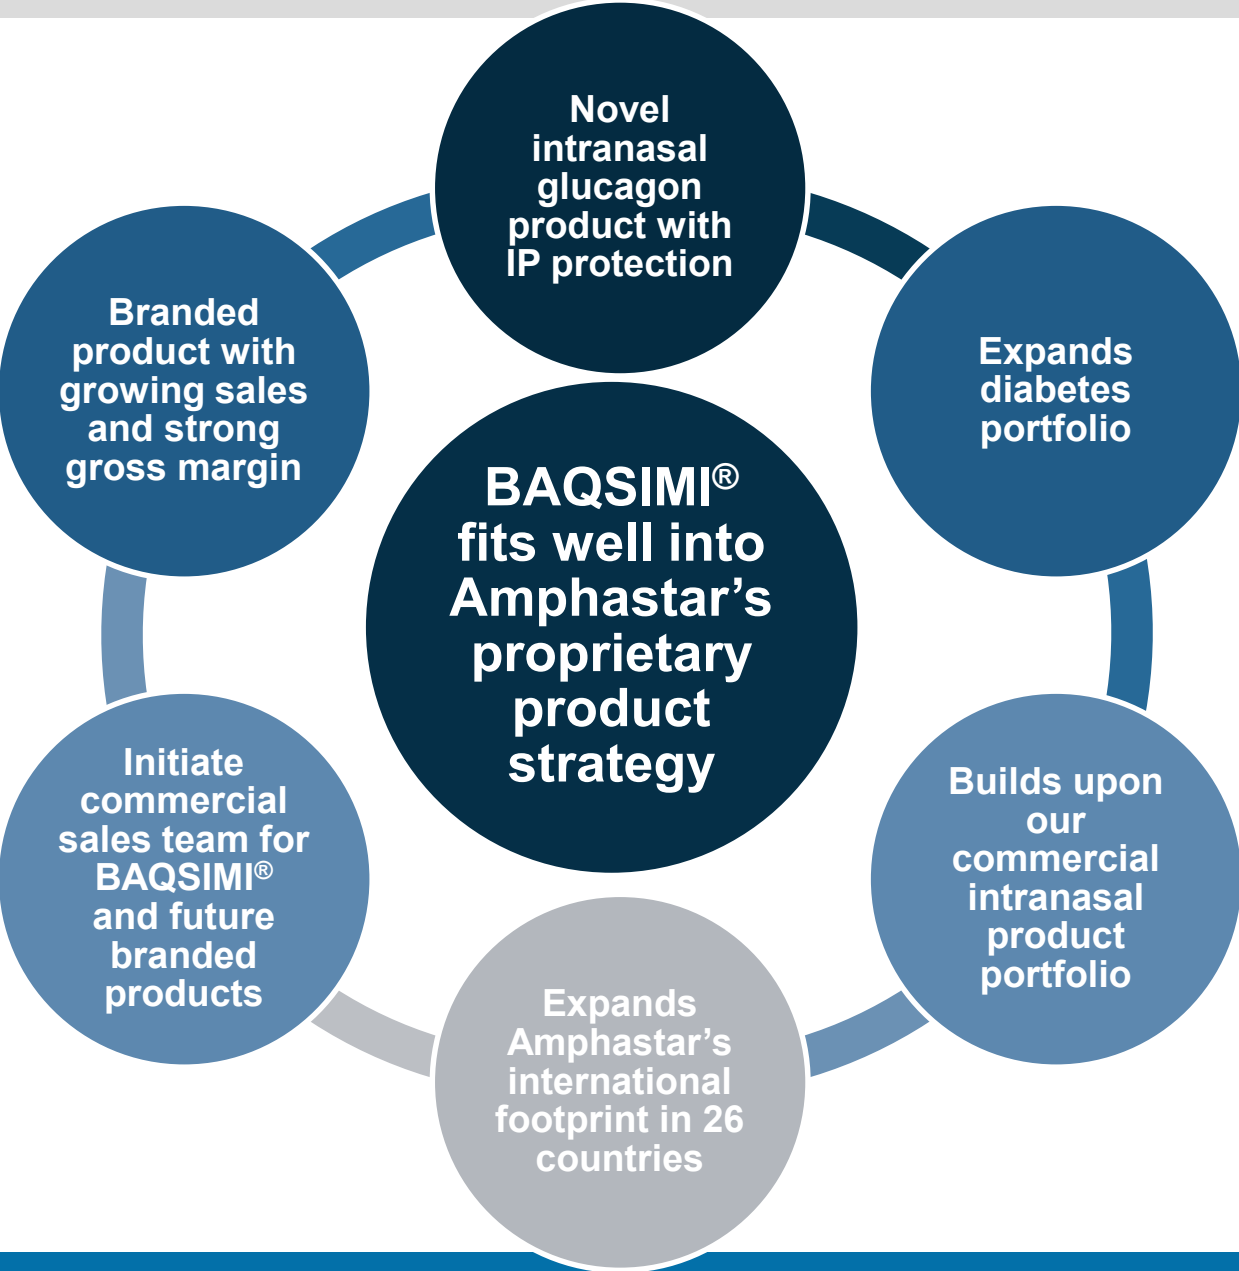 Novel
intranasal
glucagon
product with
IP protection
Expands
diabetes
portfolio
Builds upon
our
commercial
intranasal
product
portfolio
Expands
Amphastar’s
international
footprint in 26
countries
Initiate
commercial
sales team for
BAQSIMI®
and future
branded
products
Branded
product with
growing sales
and strong
gross margin
BAQSIMI®
fits well into
Amphastar’s
proprietary
product
strategy